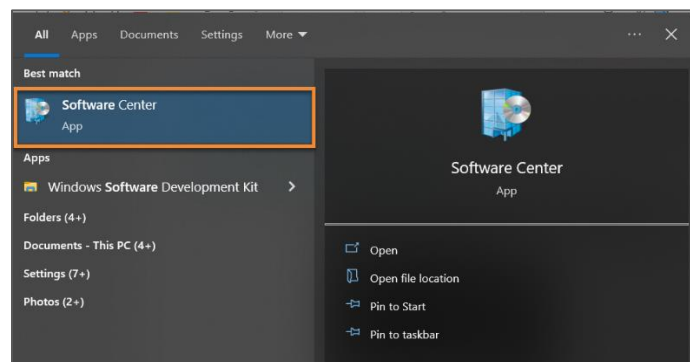 All Apps Documents Settings More
Best match
Software Center
App
Apps
Windows Software Development Kit
Folders (4+)
Documents - This PC (4+)
Settings (7+)
Photos (2+)
Software Center
App
Open
Open file location
Pin to Start
Pin to taskbar